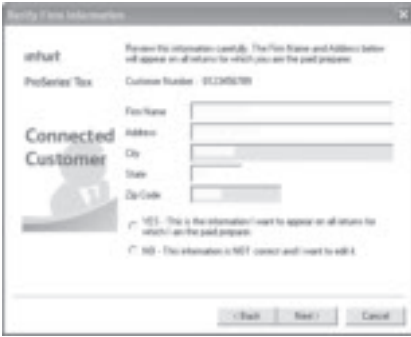 Verify Firm Information
intuit
ProSeries Tax
Connected
Customer
Review this information carefully. The Firm Name and Address below
will appear on all returns for which you are the paid preparer.
Customer Number - 0123456789
Firm Name
Address
City
State
Zip Code
YES - This is the information I want to appear on all returns for
which I am the paid preparer.
NO - This information is NOT correct and I want to edit it.
< Back
Next >
Cancel